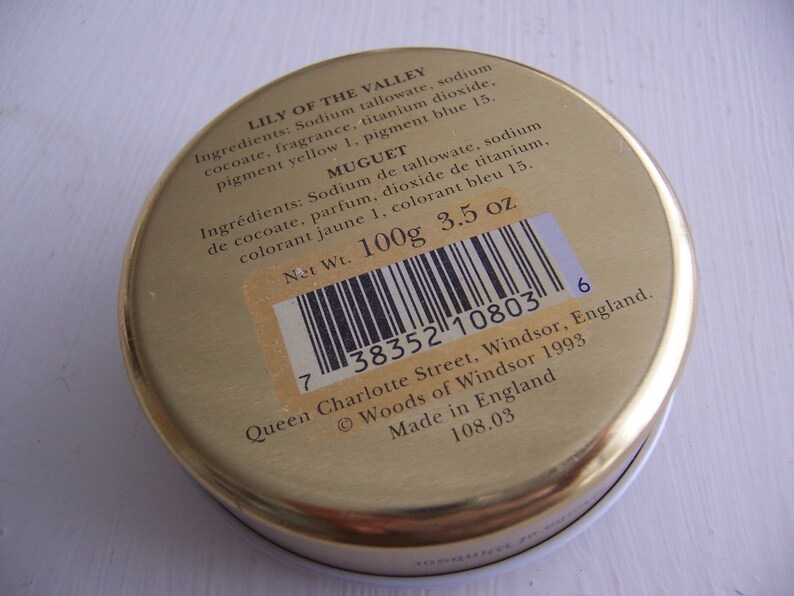 LILY OF THE VALLEY
Ingredients: Sodium tallowate, sodium
cocoate, fragrance, titanium dioxide,
pigment yellow 1, pigment blue 15.
MUGUET
Ingrédients: Sodium de tallowate, sodium
de cocoate, parfum, dioxide de titanium,
colorant jaune 1, colorant bleu 15.
Net Wt. 100g 3.5 oz
7 38352 10803 6
Queen Charlotte Street, Windsor, England.
© Woods of Windsor 1993
Made in England
108.03